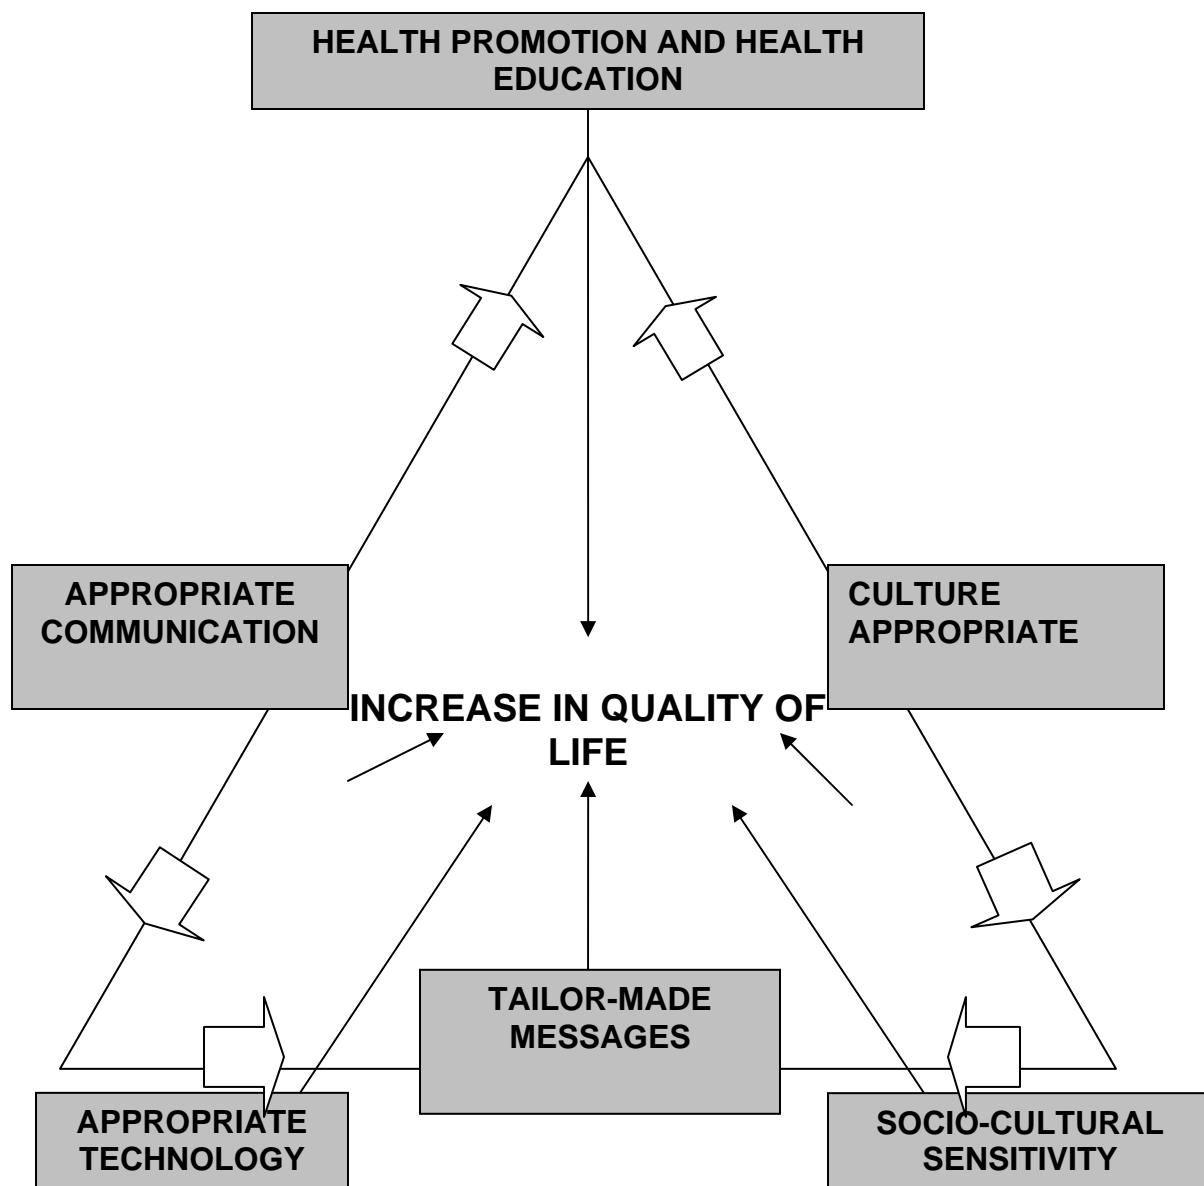 HEALTH PROMOTION AND HEALTH
EDUCATION
APPROPRIATE
COMMUNICATION
CULTURE
APPROPRIATE
INCREASE IN QUALITY OF
LIFE
TAILOR-MADE
MESSAGES
APPROPRIATE
TECHNOLOGY
SOCIO-CULTURAL
SENSITIVITY